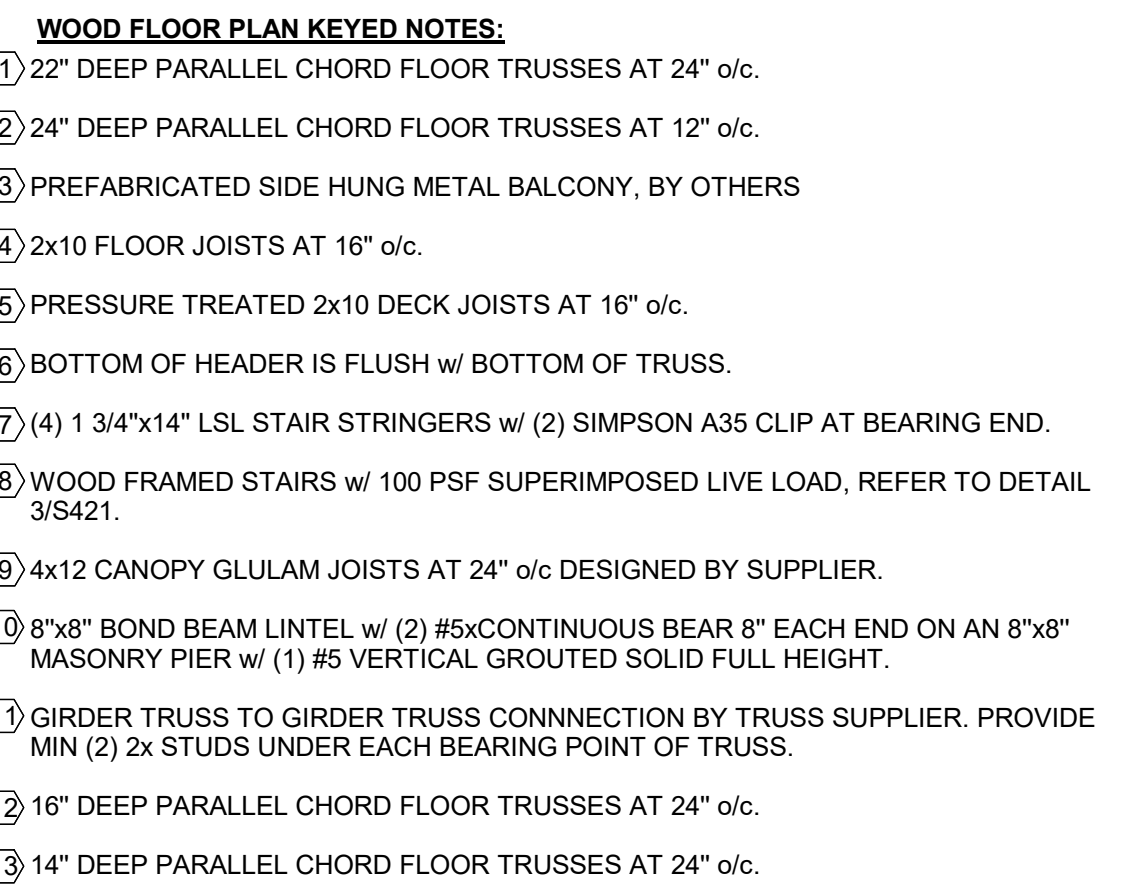 WOOD FLOOR PLAN KEYED NOTES:
1 22" DEEP PARALLEL CHORD FLOOR TRUSSES AT 24" o/c.
2 24" DEEP PARALLEL CHORD FLOOR TRUSSES AT 12" o/c.
3 PREFABRICATED SIDE HUNG METAL BALCONY, BY OTHERS
4 2x10 FLOOR JOISTS AT 16" o/c.
5 PRESSURE TREATED 2x10 DECK JOISTS AT 16" o/c.
6 BOTTOM OF HEADER IS FLUSH w/ BOTTOM OF TRUSS.
7 (4) 1 3/4"x14" LSL STAIR STRINGERS w/ (2) SIMPSON A35 CLIP AT BEARING END.
8 WOOD FRAMED STAIRS w/ 100 PSF SUPERIMPOSED LIVE LOAD, REFER TO DETAIL
3/S421.
9 4x12 CANOPY GLULAM JOISTS AT 24" o/c DESIGNED BY SUPPLIER.
0 8"x8" BOND BEAM LINTEL w/ (2) #5xCONTINUOUS BEAR 8" EACH END ON AN 8"x8"
MASONRY PIER w/ (1) #5 VERTICAL GROUTED SOLID FULL HEIGHT.
1 GIRDER TRUSS TO GIRDER TRUSS CONNNECTION BY TRUSS SUPPLIER. PROVIDE
MIN (2) 2x STUDS UNDER EACH BEARING POINT OF TRUSS.
2 16" DEEP PARALLEL CHORD FLOOR TRUSSES AT 24" o/c.
3 14" DEEP PARALLEL CHORD FLOOR TRUSSES AT 24" o/c.